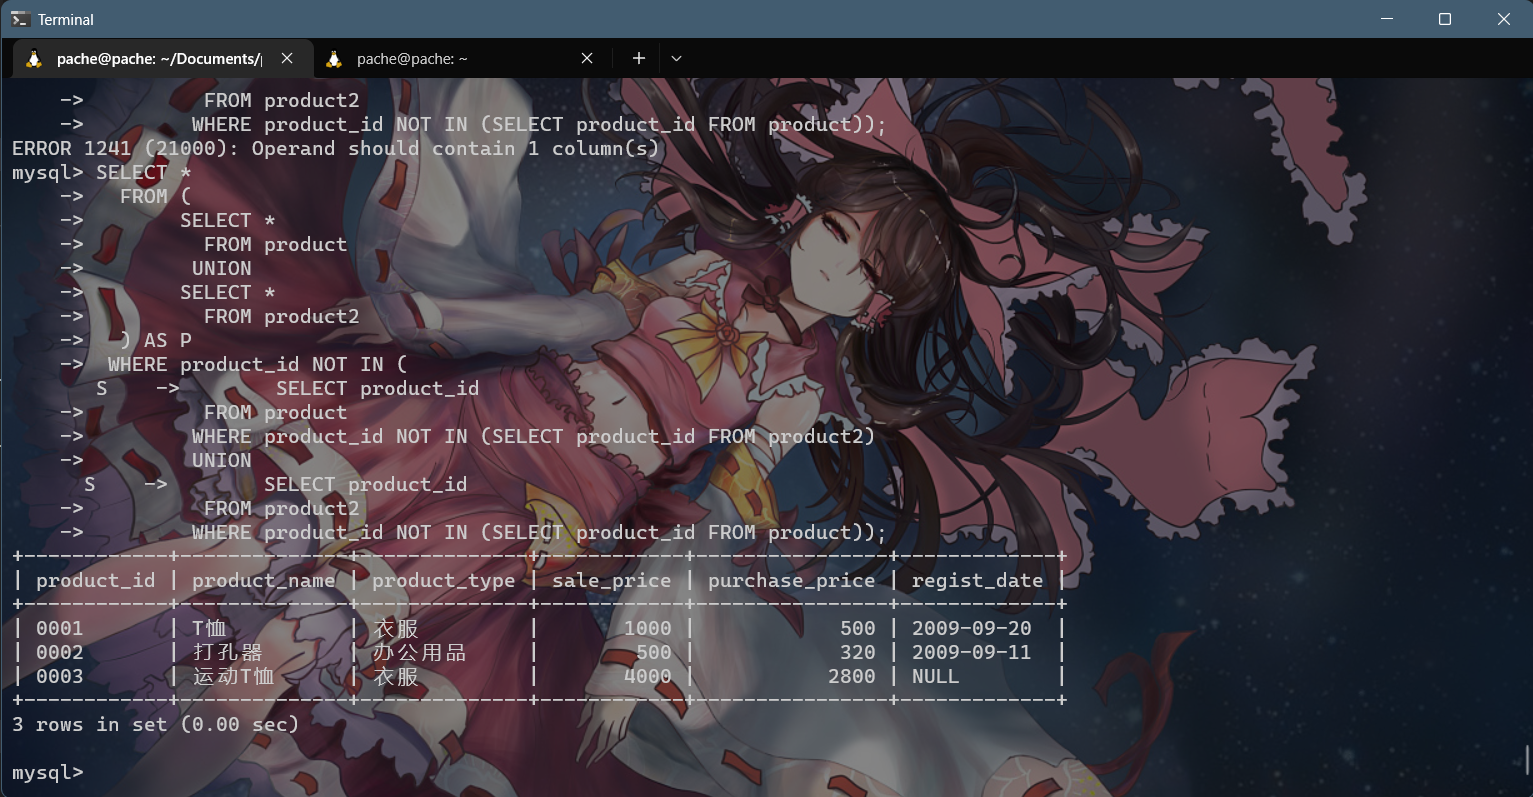 Terminal
pache@pache: ~/Documents/
pache@pache: ~
    ->          FROM product2
    ->         WHERE product_id NOT IN (SELECT product_id FROM product));
ERROR 1241 (21000): Operand should contain 1 column(s)
mysql> SELECT *
    ->   FROM (
    ->        SELECT *
    ->          FROM product
    ->         UNION
    ->        SELECT *
    ->          FROM product2
    ->   ) AS P
    ->  WHERE product_id NOT IN (
       S    ->        SELECT product_id
    ->          FROM product
    ->         WHERE product_id NOT IN (SELECT product_id FROM product2)
    ->         UNION
      S    ->        SELECT product_id
    ->          FROM product2
    ->         WHERE product_id NOT IN (SELECT product_id FROM product));
+------------+--------------+--------------+------------+----------------+-------------+
| product_id | product_name | product_type | sale_price | purchase_price | regist_date |
+------------+--------------+--------------+------------+----------------+-------------+
| 0001       | T恤          | 衣服         |       1000 |            500 | 2009-09-20  |
| 0002       | 打孔器       | 办公用品     |        500 |            320 | 2009-09-11  |
| 0003       | 运动T恤      | 衣服         |       4000 |           2800 | NULL        |
+------------+--------------+--------------+------------+----------------+-------------+
3 rows in set (0.00 sec)
mysql>